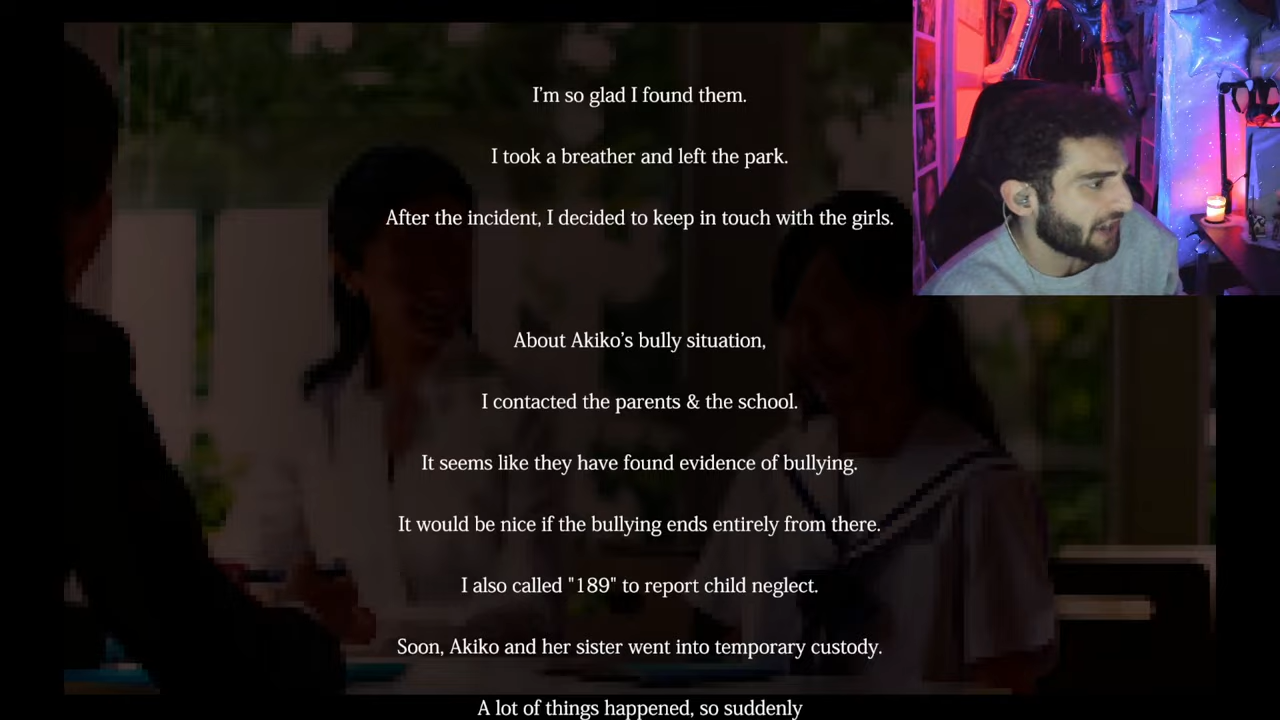 I'm so glad I found them.
I took a breather and left the park.
After the incident, I decided to keep in touch with the girls.
About Akiko's bully situation,
I contacted the parents & the school.
It seems like they have found evidence of bullying.
It would be nice if the bullying ends entirely from there.
I also called "189" to report child neglect.
Soon, Akiko and her sister went into temporary custody.
A lot of things happened, so suddenly